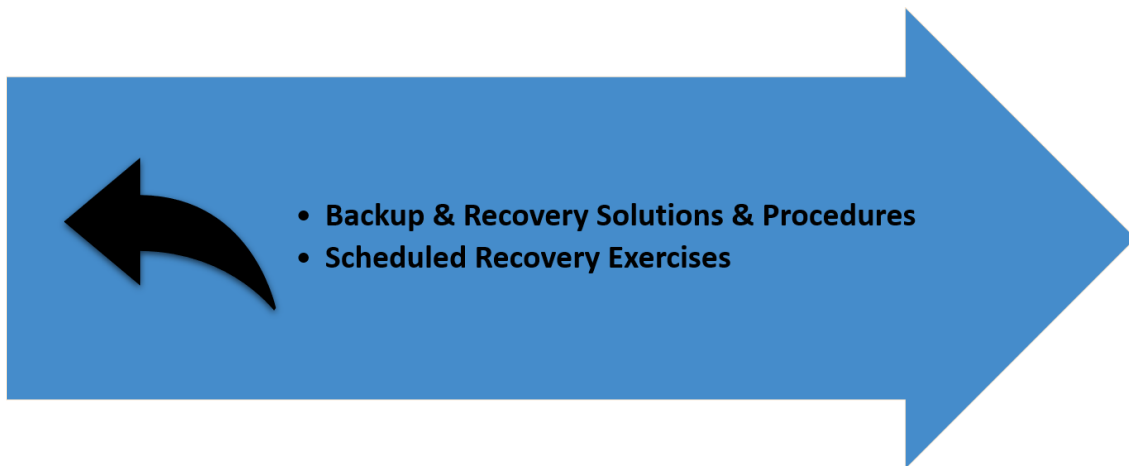 • Backup & Recovery Solutions & Procedures
• Scheduled Recovery Exercises